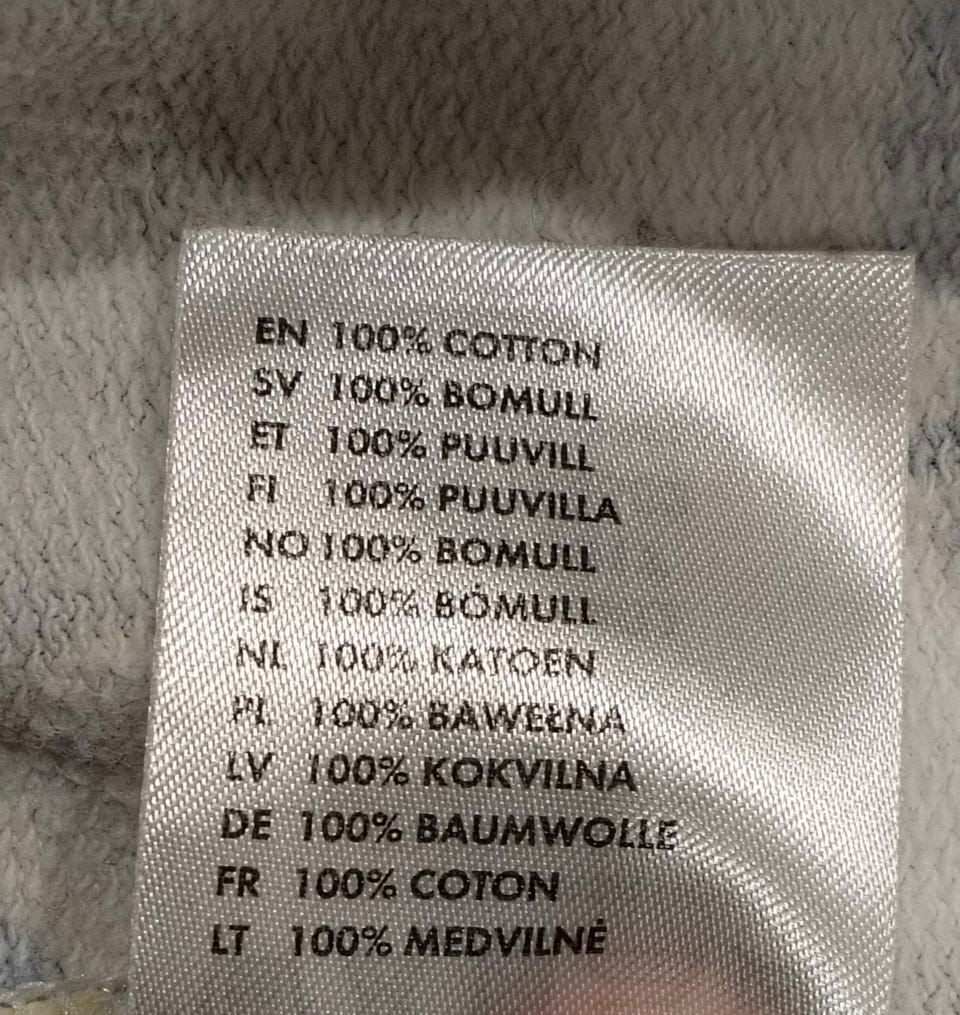 EN 100% COTTON
SV 100% BOMULL
ET 100% PUUVILL
FI 100% PUUVILLA
NO 100% BOMULL
IS 100% BÓMULL
NL 100% KATOEN
PL 100% BAWEŁNA
LV 100% KOKVILNA
DE 100% BAUMWOLLE
FR 100% COTON
LT 100% MEDVILNĖ